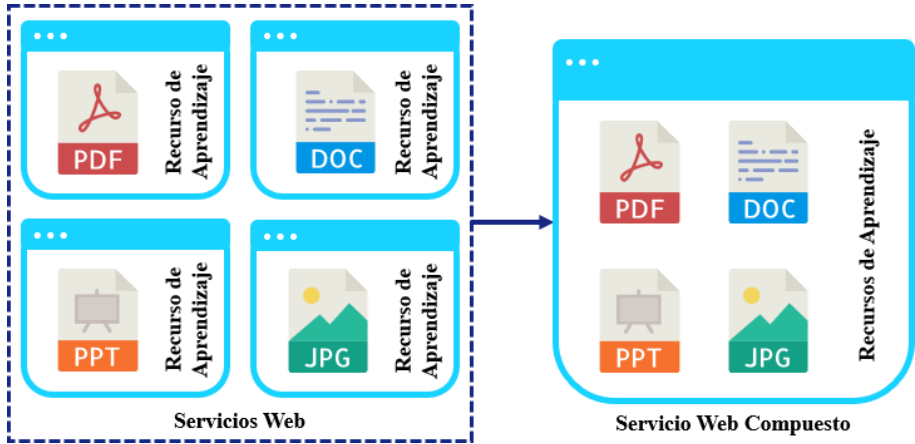 PDF
Recurso de
Aprendizaje
DOC
Recurso de
Aprendizaje
PPT
Recurso de
Aprendizaje
JPG
Recurso de
Aprendizaje
Servicios Web
PDF
DOC
PPT
JPG
Recursos de Aprendizaje
Servicio Web Compuesto